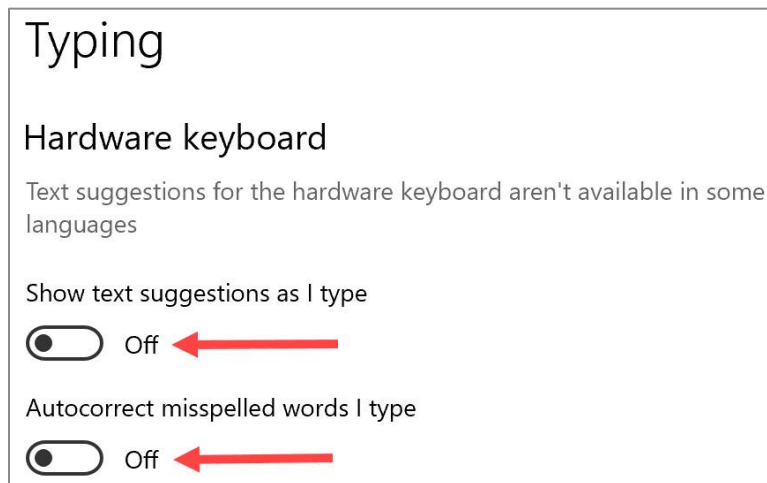 Typing
Hardware keyboard
Text suggestions for the hardware keyboard aren't available in some
languages
Show text suggestions as I type
Off
Autocorrect misspelled words I type
Off